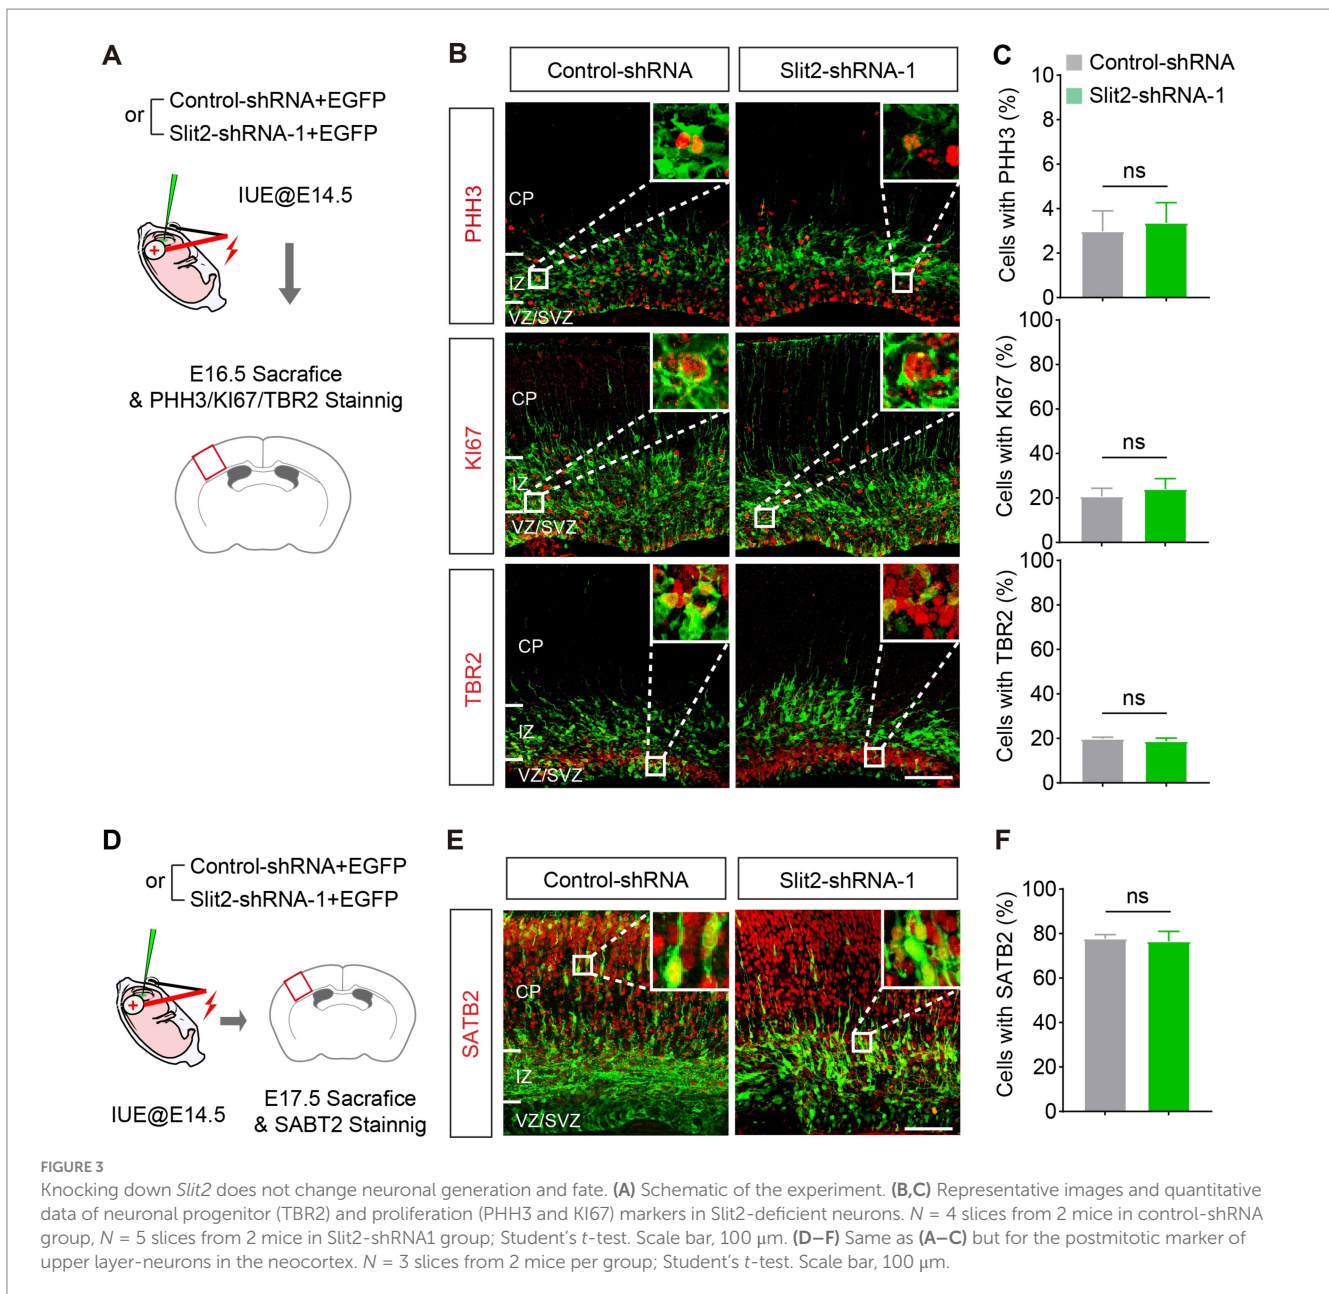 A
or
Control-shRNA+EGFP
Slit2-shRNA-1+EGFP
IUE@E14.5
E16.5 Sacrafice
& PHH3/KI67/TBR2 Stainnig
B
Control-shRNA
Slit2-shRNA-1
PHH3
CP
IZ
VZ/SVZ
KI67
CP
IZ
VZ/SVZ
TBR2
CP
IZ
VZ/SVZ
C
Control-shRNA
Slit2-shRNA-1
Cells with PHH3 (%)
10
8
6
4
2
0
ns
Cells with KI67 (%)
100
80
60
40
20
0
ns
Cells with TBR2 (%)
100
80
60
40
20
0
ns
D
or
Control-shRNA+EGFP
Slit2-shRNA-1+EGFP
IUE@E14.5
E17.5 Sacrafice
& SABT2 Stainnig
E
Control-shRNA
Slit2-shRNA-1
SATB2
CP
IZ
VZ/SVZ
F
Cells with SATB2 (%)
100
80
60
40
20
0
ns
FIGURE 3
Knocking down Slit2 does not change neuronal generation and fate. (A) Schematic of the experiment. (B,C) Representative images and quantitative
data of neuronal progenitor (TBR2) and proliferation (PHH3 and KI67) markers in Slit2-deficient neurons. N = 4 slices from 2 mice in control-shRNA
group, N = 5 slices from 2 mice in Slit2-shRNA1 group; Student's t-test. Scale bar, 100 μm. (D–F) Same as (A–C) but for the postmitotic marker of
upper layer-neurons in the neocortex. N = 3 slices from 2 mice per group; Student's t-test. Scale bar, 100 μm.